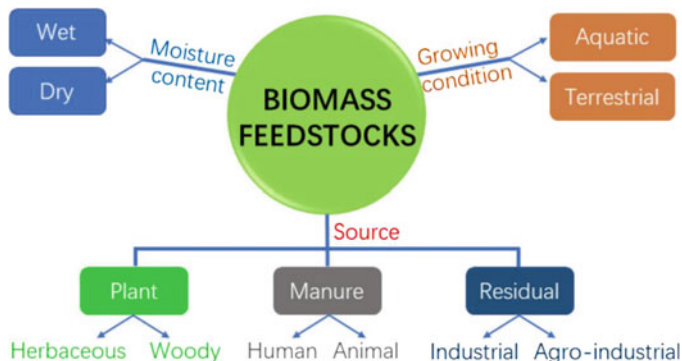 Wet
Dry
Moisture
content
BIOMASS
FEEDSTOCKS
Growing
condition
Aquatic
Terrestrial
Source
Plant
Manure
Residual
Herbaceous
Woody
Human
Animal
Industrial
Agro-industrial